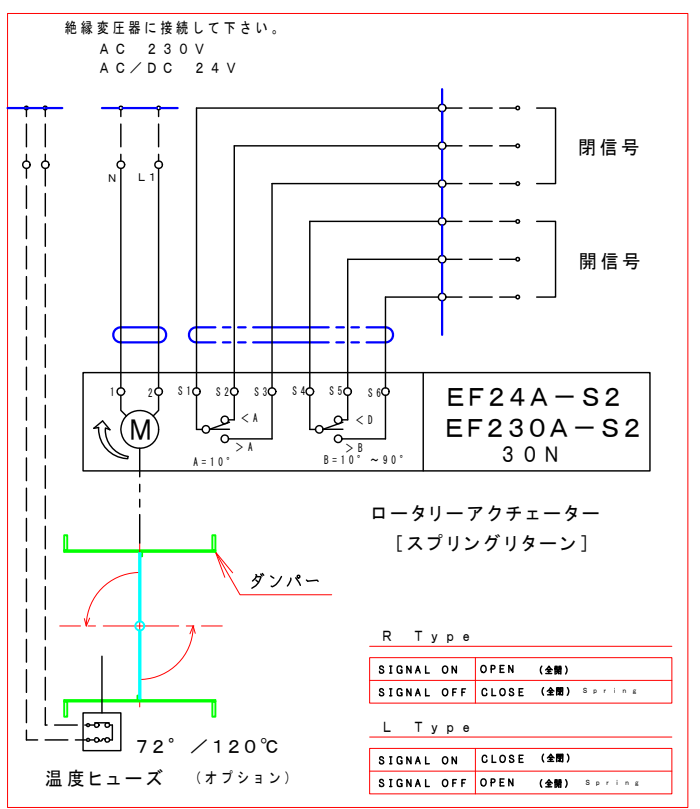 絶縁変圧器に接続して下さい。
AC 230V
AC/DC 24V
閉信号
N L1
開信号
1 2 S1 S2 S3 S4 S5 S6
EF24A-S2
EF230A-S2
30N
M
<A
>A
A=10°
<D
>B
B=10° ~90°
ロータリーアクチェーター
[スプリングリターン]
ダンパー
R Type
SIGNAL ON OPEN (全開)
SIGNAL OFF CLOSE (全閉) Spring
72° /120℃
温度ヒューズ (オプション)
L Type
SIGNAL ON CLOSE (全閉)
SIGNAL OFF OPEN (全開) Spring